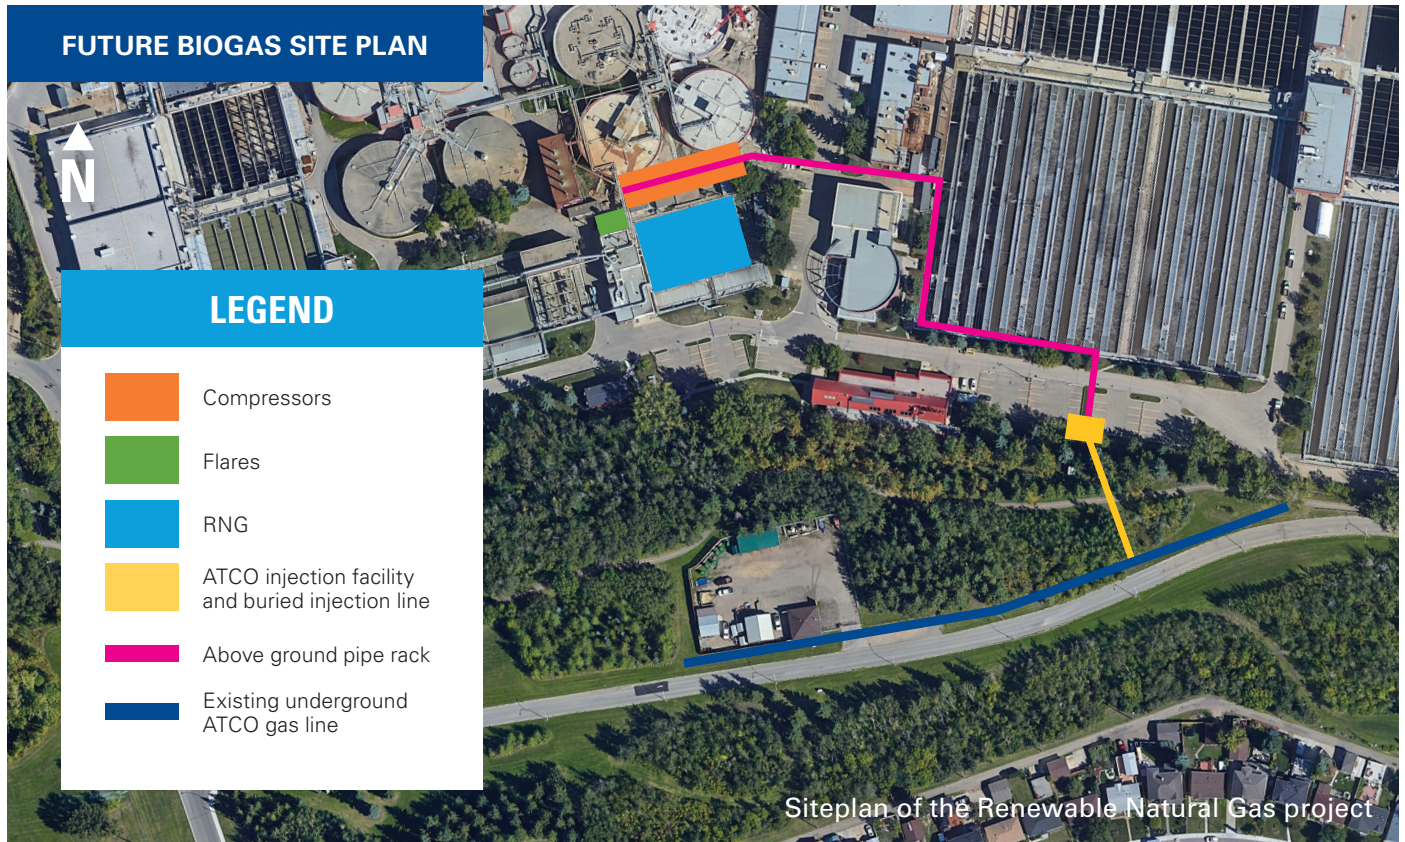 FUTURE BIOGAS SITE PLAN
N
LEGEND
Compressors
Flares
RNG
ATCO injection facility
and buried injection line
Above ground pipe rack
Existing underground
ATCO gas line
Siteplan of the Renewable Natural Gas project